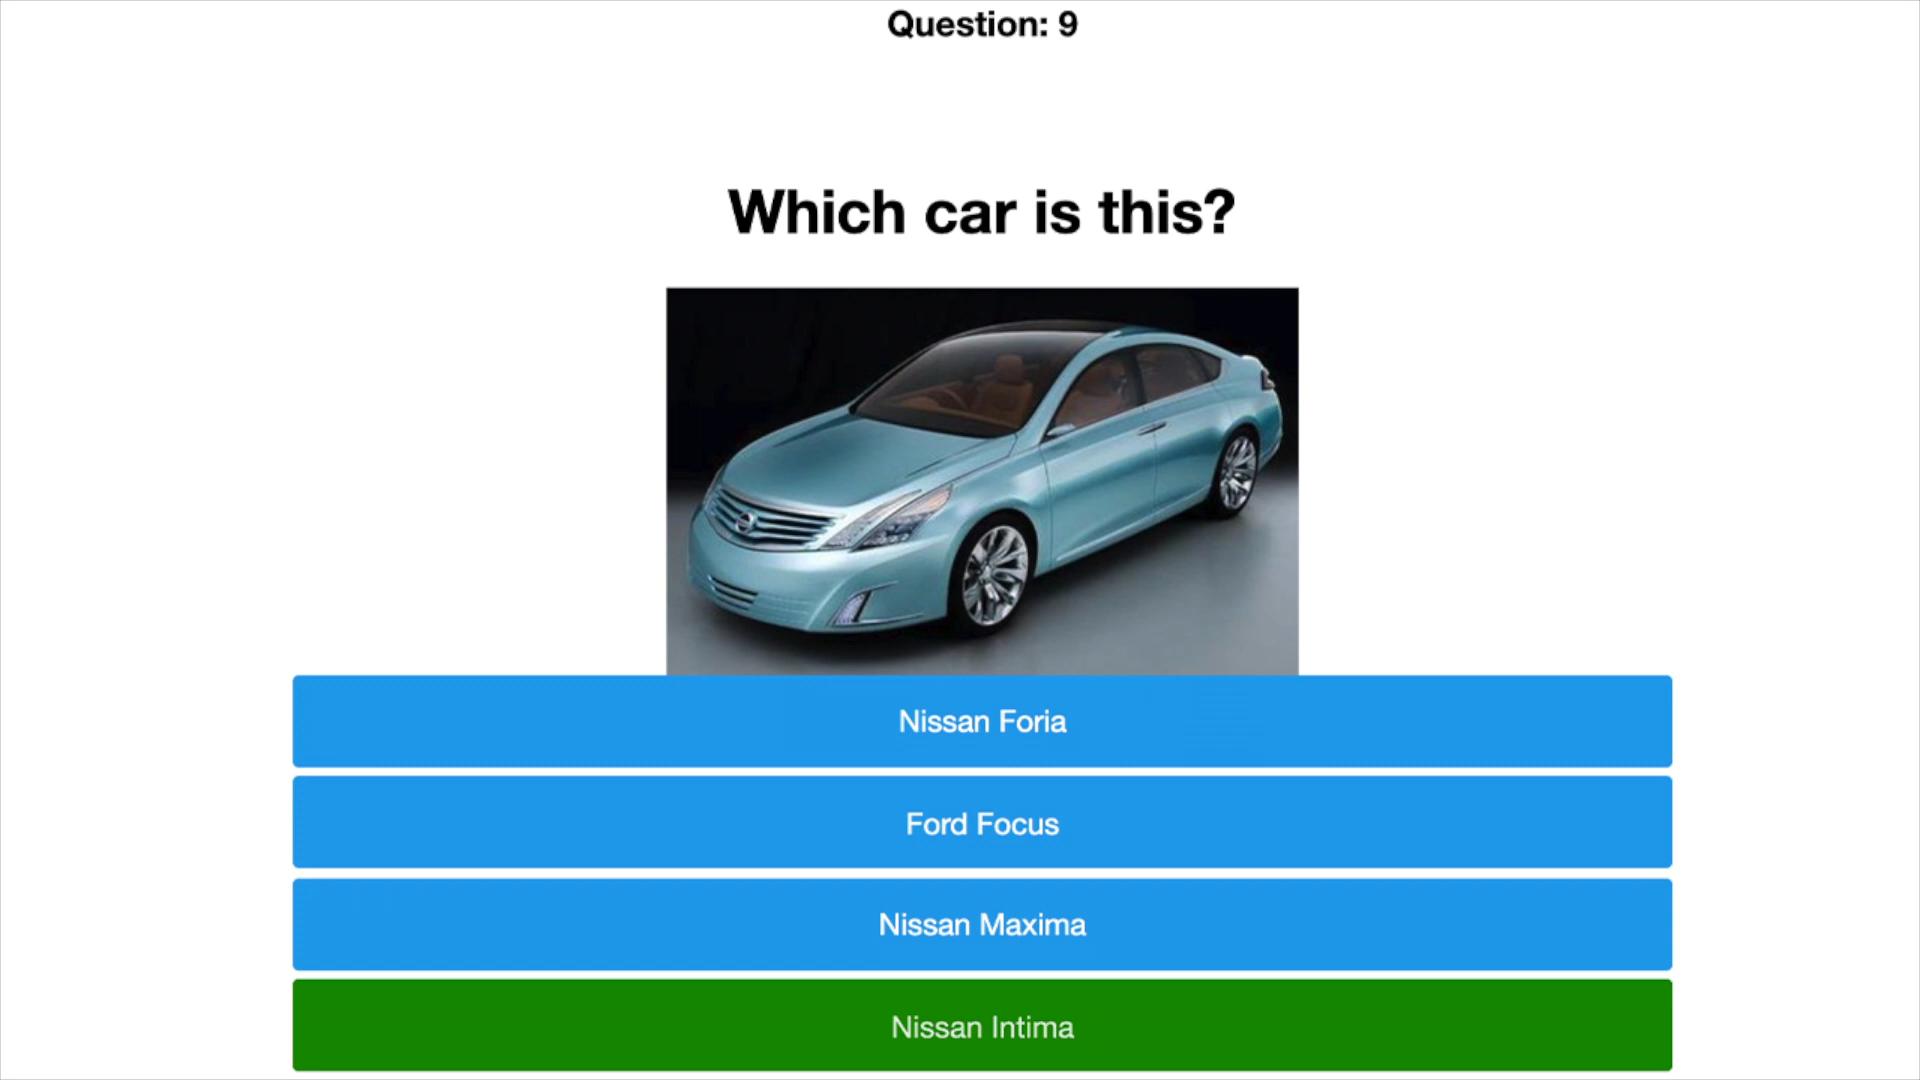 Question: 9
Which car is this?
Nissan Foria
Ford Focus
Nissan Maxima
Nissan Intima